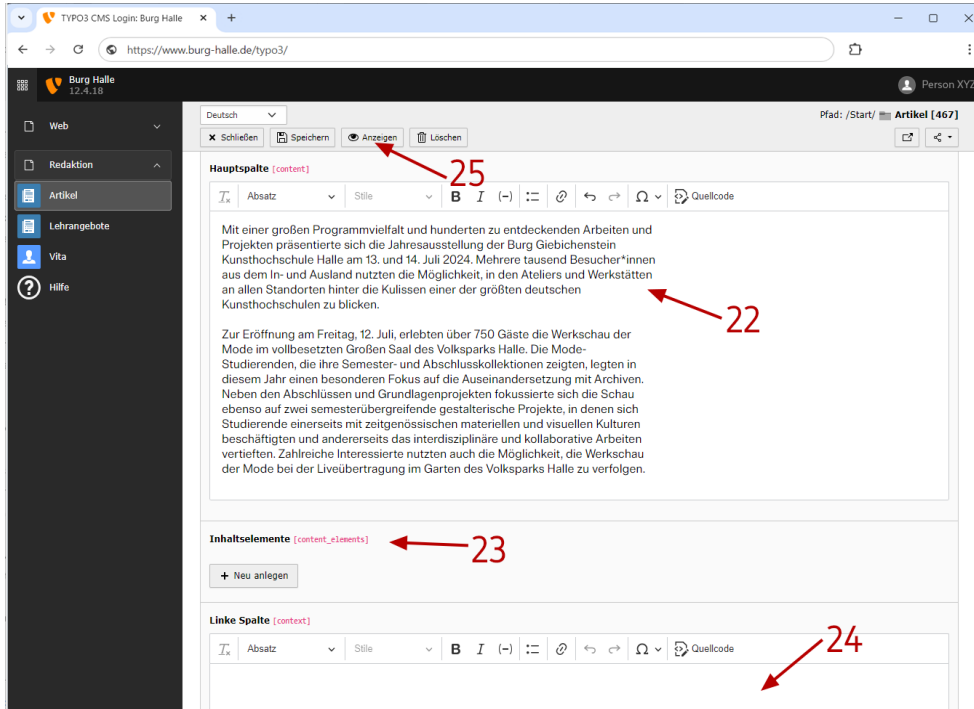 TYPO3 CMS Login: Burg Halle
https://www.burg-halle.de/typo3/
Burg Halle
12.4.18
Person XYZ
Web
Redaktion
Artikel
Lehrangebote
Vita
Hilfe
Deutsch
Pfad: /Start/ Artikel [467]
Schließen Speichern Anzeigen Löschen
25
Hauptspalte [content]
Absatz Stile B I (-) Ω Quellcode
Mit einer großen Programmvielfalt und hunderten zu entdeckenden Arbeiten und
Projekten präsentierte sich die Jahresausstellung der Burg Giebichenstein
Kunsthochschule Halle am 13. und 14. Juli 2024. Mehrere tausend Besucher*innen
aus dem In- und Ausland nutzten die Möglichkeit, in den Ateliers und Werkstätten
an allen Standorten hinter die Kulissen einer der größten deutschen
Kunsthochschulen zu blicken.
22
Zur Eröffnung am Freitag, 12. Juli, erlebten über 750 Gäste die Werkschau der
Mode im vollbesetzten Großen Saal des Volksparks Halle. Die Mode-
Studierenden, die ihre Semester- und Abschlusskollektionen zeigten, legten in
diesem Jahr einen besonderen Fokus auf die Auseinandersetzung mit Archiven.
Neben den Abschlüssen und Grundlagenprojekten fokussierte sich die Schau
ebenso auf zwei semesterübergreifende gestalterische Projekte, in denen sich
Studierende einerseits mit zeitgenössischen materiellen und visuellen Kulturen
beschäftigten und andererseits das interdisziplinäre und kollaborative Arbeiten
vertieften. Zahlreiche Interessierte nutzten auch die Möglichkeit, die Werkschau
der Mode bei der Liveübertragung im Garten des Volksparks Halle zu verfolgen.
Inhaltselemente [content_elements]
23
+ Neu anlegen
Linke Spalte [context]
Absatz Stile B I (-) Ω Quellcode
24